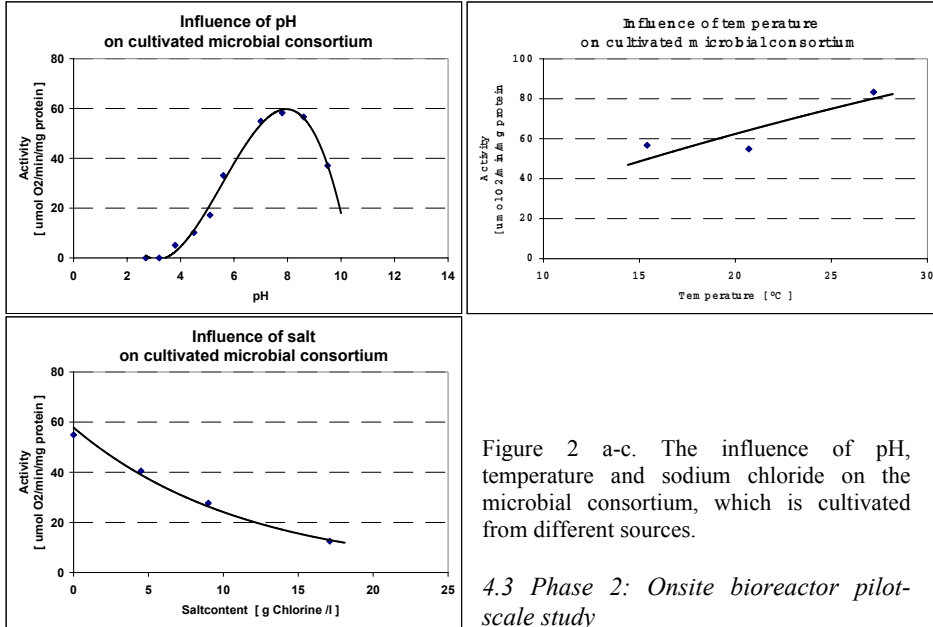 Influence of pH
on cultivated microbial consortium
80
60
40
20
0
Activity
[ umol O2/min/mg protein ]
0 2 4 6 8 10 12 14
pH
Influence of temperature
on cultivated microbial consortium
100
80
60
40
20
0
Activity
[umol O2/min/mg protein
10 15 20 25 30
Temperature [ ºC ]
Influence of salt
on cultivated microbial consortium
80
60
40
20
0
Activity
[ umol O2/min/mg protein ]
0 5 10 15 20 25
Saltcontent [ g Chlorine /l ]
Figure 2 a-c. The influence of pH,
temperature and sodium chloride on the
microbial consortium, which is cultivated
from different sources.
4.3 Phase 2: Onsite bioreactor pilot-
scale study